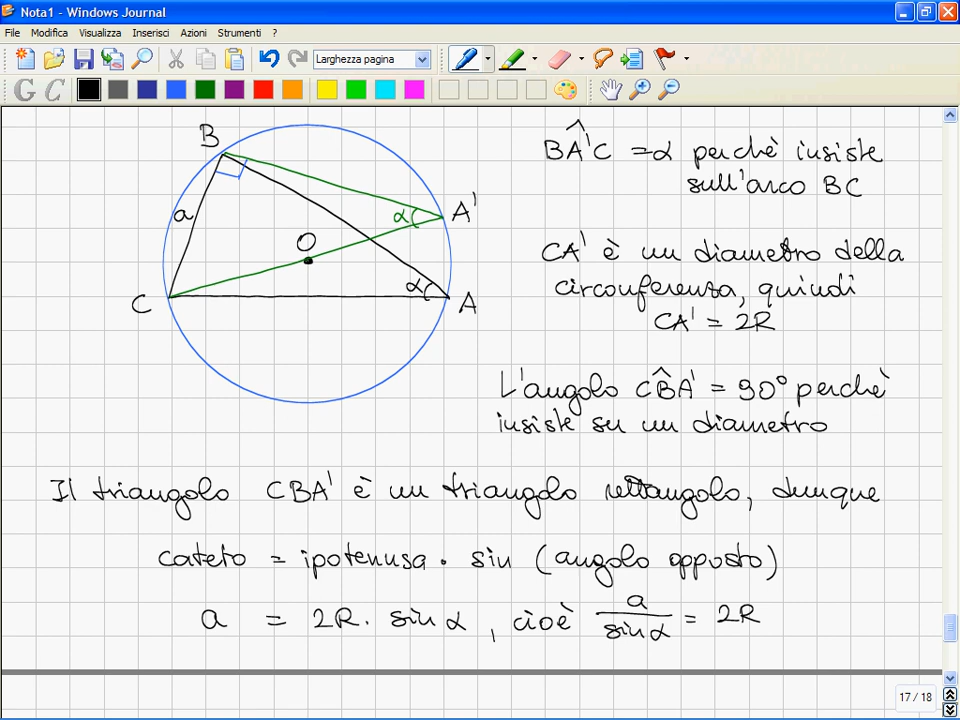 Nota1 - Windows Journal
File Modifica Visualizza Inserisci Azioni Strumenti ?
Larghezza pagina
G C
B
a
α A'
O
α
C A
BÂ'C = α perchè insiste
sull'arco BC
CA' è un diametro della
circonferenza, quindi
CA' = 2R
L'angolo CB̂A' = 90° perchè
insiste su un diametro
Il triangolo CBA' è un triangolo rettangolo, dunque
cateto = ipotenusa · sin (angolo opposto)
a = 2R · sin α , cioè a/sin α = 2R
17 / 18